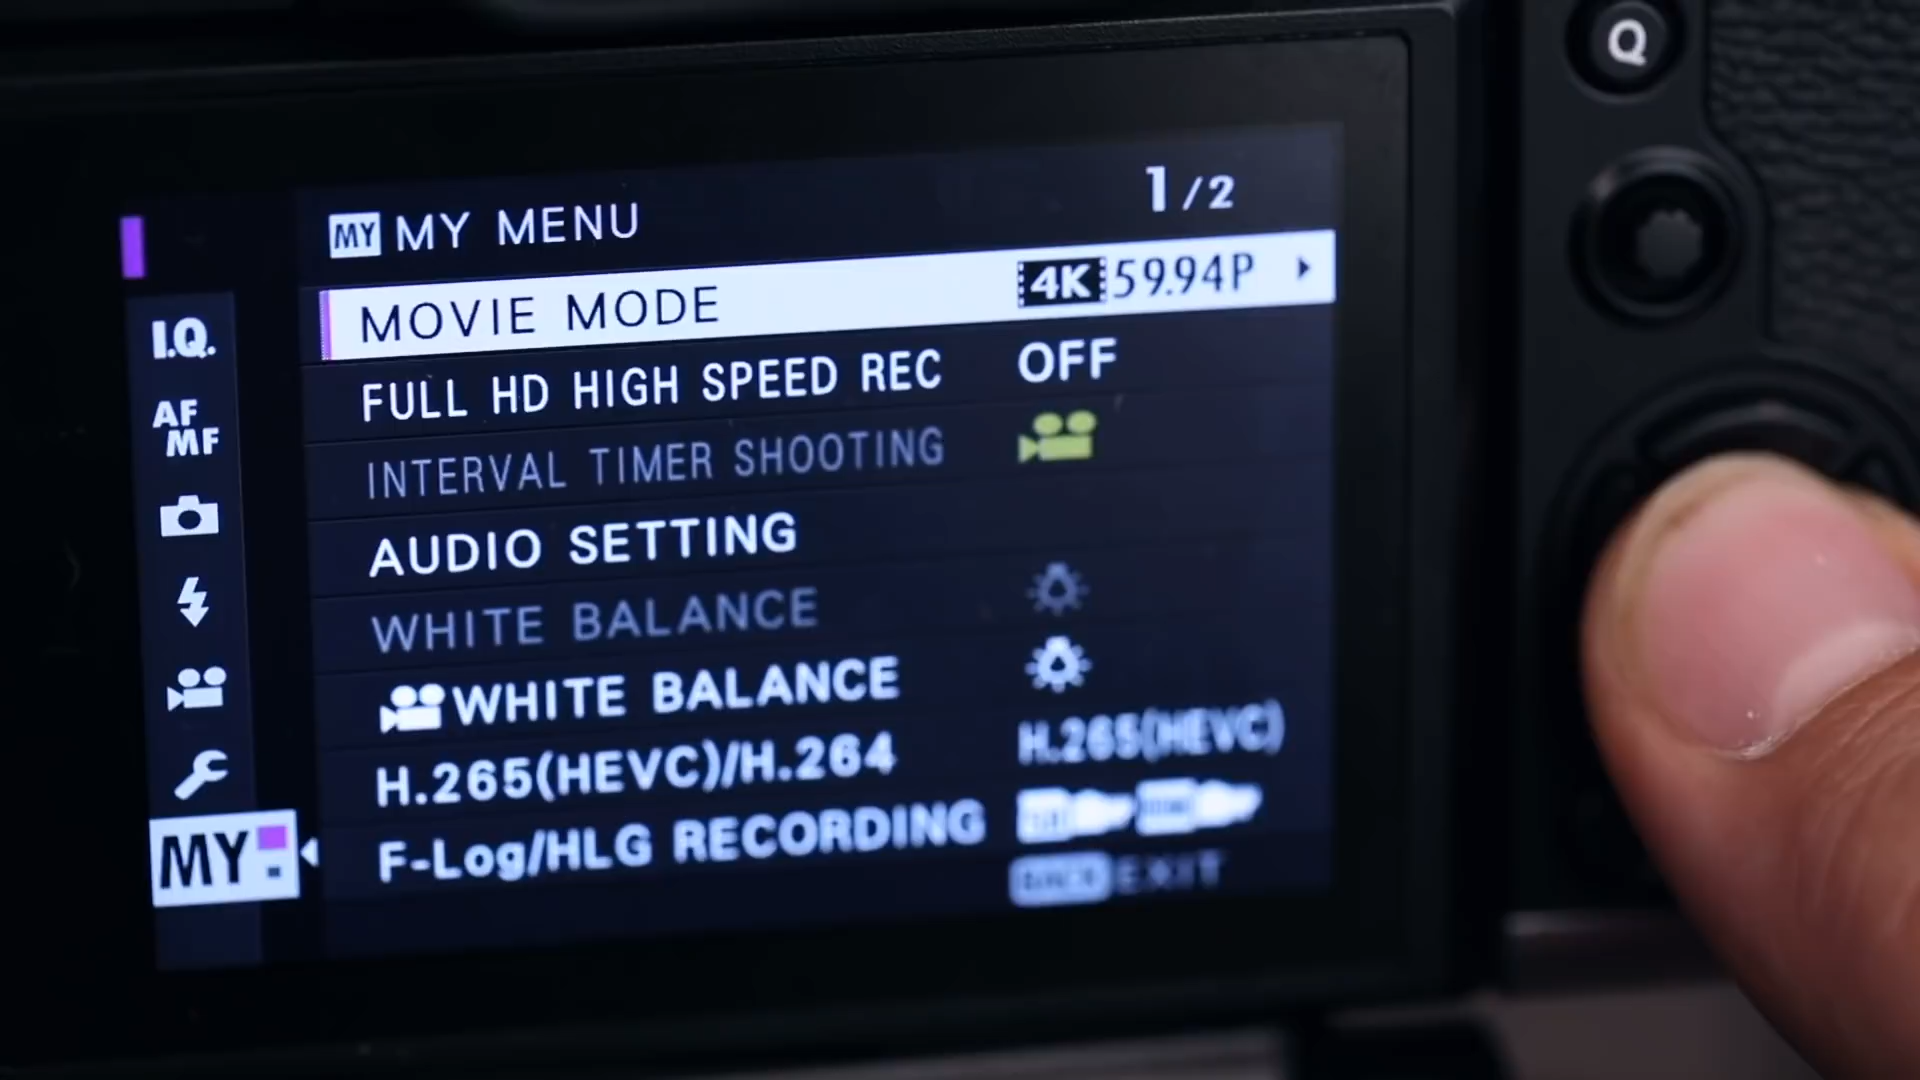 Q
MY MY MENU 1/2
MOVIE MODE 4K 59.94P
FULL HD HIGH SPEED REC OFF
INTERVAL TIMER SHOOTING
AUDIO SETTING
WHITE BALANCE
WHITE BALANCE
H.265(HEVC)/H.264 H.265(HEVC)
F-Log/HLG RECORDING
BACK EXIT
I.Q.
AF
MF
MY